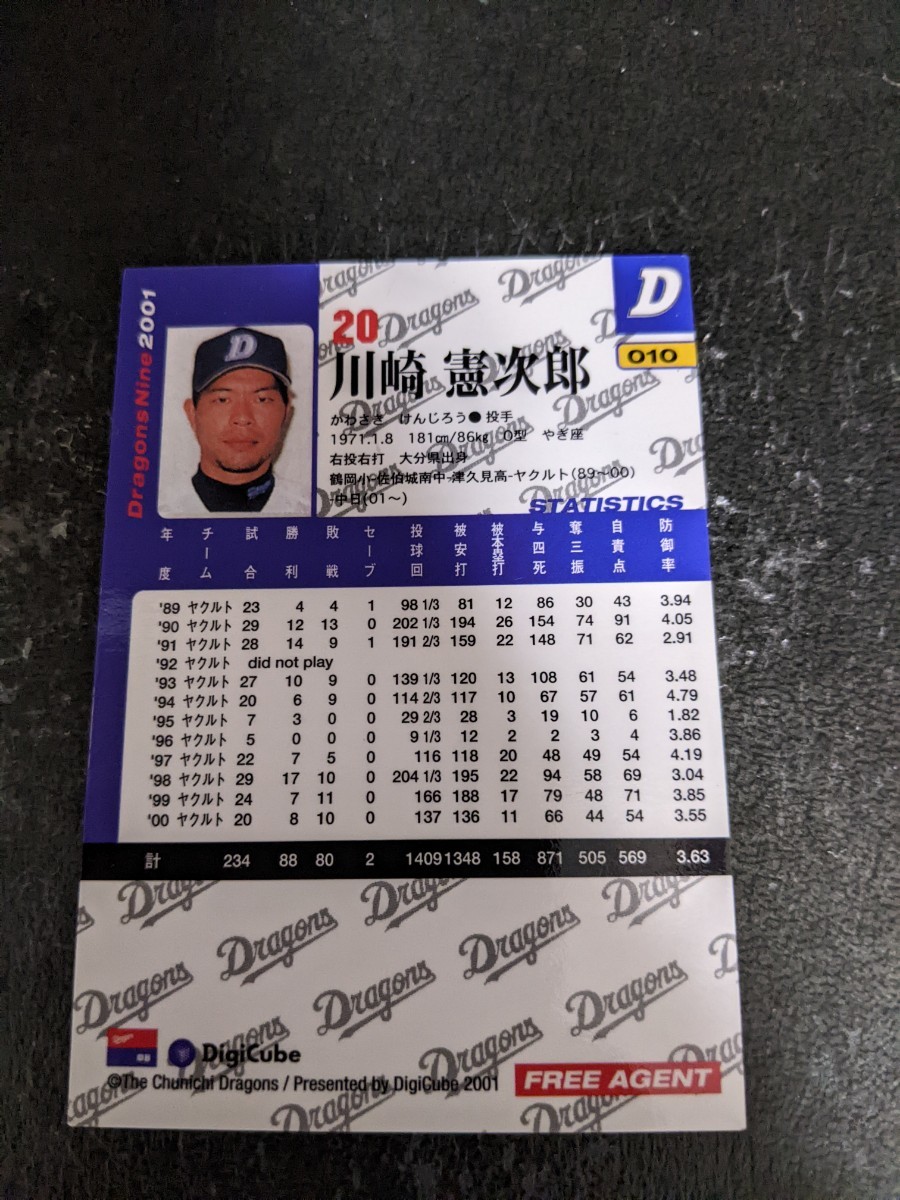 DragonsNine 2001
D
010
20
川崎 憲次郎
かわさき けんじろう●投手
1971.1.8 181㎝/86㎏ O型 やぎ座
右投右打 大分県出身
鶴岡小-佐伯城南中-津久見高-ヤクルト(89〜00)
-中日(01〜)
STATISTICS
年度 チーム 試合 勝利 敗戦 セーブ 投球回 被安打 被本塁打 与四死 奪三振 自責点 防御率
'89 ヤクルト 23 4 4 1 98 1/3 81 12 86 30 43 3.94
'90 ヤクルト 29 12 13 0 202 1/3 194 26 154 74 91 4.05
'91 ヤクルト 28 14 9 1 191 2/3 159 22 148 71 62 2.91
'92 ヤクルト did not play
'93 ヤクルト 27 10 9 0 139 1/3 120 13 108 61 54 3.48
'94 ヤクルト 20 6 9 0 114 2/3 117 10 67 57 61 4.79
'95 ヤクルト 7 3 0 0 29 2/3 28 3 19 10 6 1.82
'96 ヤクルト 5 0 0 0 9 1/3 12 2 2 3 4 3.86
'97 ヤクルト 22 7 5 0 116 118 20 48 49 54 4.19
'98 ヤクルト 29 17 10 0 204 1/3 195 22 94 58 69 3.04
'99 ヤクルト 24 7 11 0 166 188 17 79 48 71 3.85
'00 ヤクルト 20 8 10 0 137 136 11 66 44 54 3.55
計 234 88 80 2 1409 1348 158 871 505 569 3.63
Dragons
DigiCube
©The Chunichi Dragons / Presented by DigiCube 2001
FREE AGENT